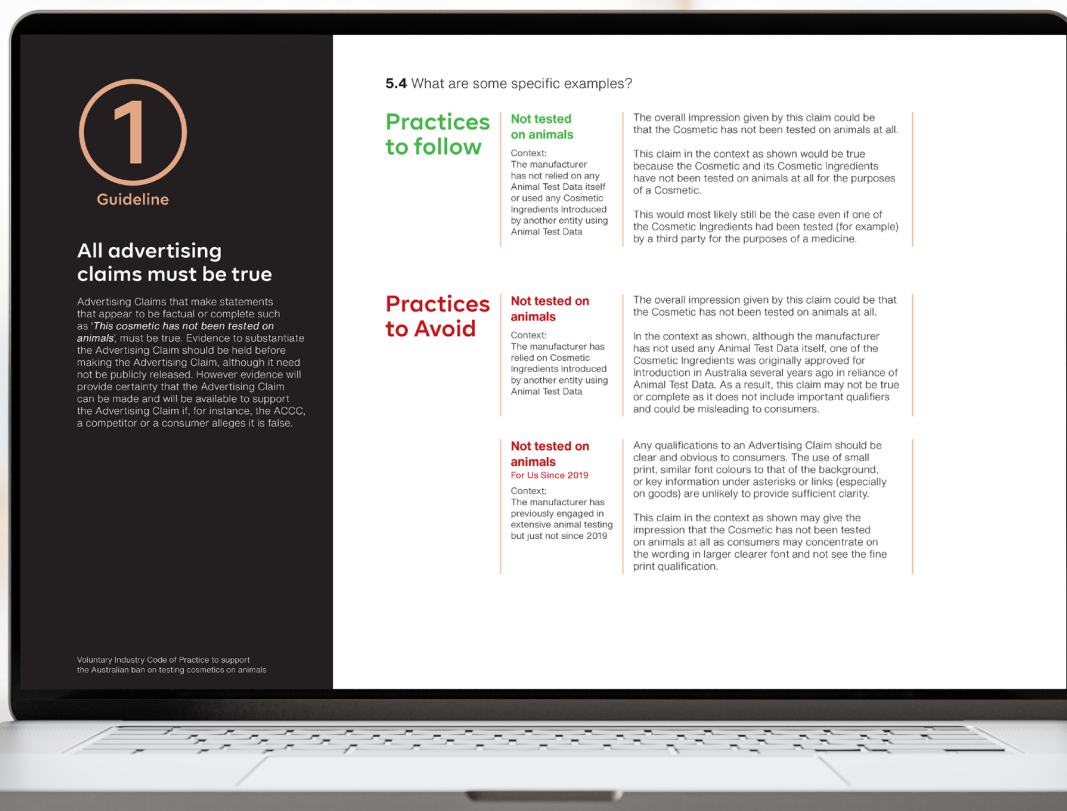 1
Guideline
All advertising
claims must be true
Advertising Claims that make statements
that appear to be factual or complete such
as 'This cosmetic has not been tested on
animals', must be true. Evidence to substantiate
the Advertising Claim should be held before
making the Advertising Claim, although it need
not be publicly released. However evidence will
provide certainty that the Advertising Claim
can be made and will be available to support
the Advertising Claim if, for instance, the ACCC,
a competitor or a consumer alleges it is false.
Voluntary Industry Code of Practice to support
the Australian ban on testing cosmetics on animals
5.4 What are some specific examples?
Practices
to follow
Not tested
on animals
Context:
The manufacturer
has not relied on any
Animal Test Data itself
or used any Cosmetic
Ingredients Introduced
by another entity using
Animal Test Data
The overall impression given by this claim could be
that the Cosmetic has not been tested on animals at all.
This claim in the context as shown would be true
because the Cosmetic and its Cosmetic Ingredients
have not been tested on animals at all for the purposes
of a Cosmetic.
This would most likely still be the case even if one of
the Cosmetic Ingredients had been tested (for example)
by a third party for the purposes of a medicine.
Practices
to Avoid
Not tested on
animals
Context:
The manufacturer has
relied on Cosmetic
Ingredients Introduced
by another entity using
Animal Test Data
The overall impression given by this claim could be that
the Cosmetic has not been tested on animals at all.
In the context as shown, although the manufacturer
has not used any Animal Test Data itself, one of the
Cosmetic Ingredients was originally approved for
Introduction in Australia several years ago in reliance of
Animal Test Data. As a result, this claim may not be true
or complete as it does not include important qualifiers
and could be misleading to consumers.
Not tested on
animals
For Us Since 2019
Context:
The manufacturer has
previously engaged in
extensive animal testing
but just not since 2019
Any qualifications to an Advertising Claim should be
clear and obvious to consumers. The use of small
print, similar font colours to that of the background,
or key information under asterisks or links (especially
on goods) are unlikely to provide sufficient clarity.
This claim in the context as shown may give the
impression that the Cosmetic has not been tested
on animals at all as consumers may concentrate on
the wording in larger clearer font and not see the fine
print qualification.